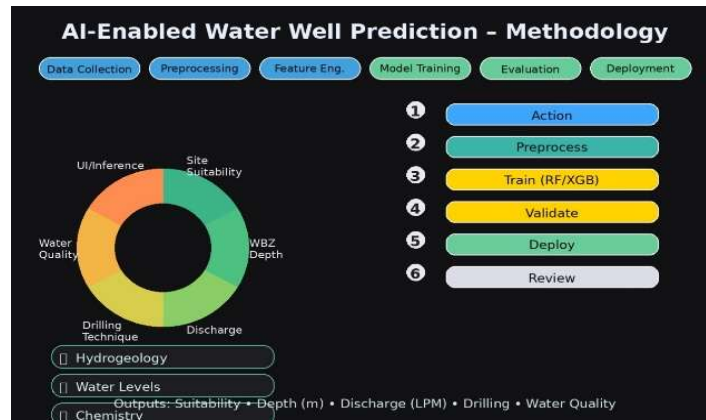 AI-Enabled Water Well Prediction – Methodology
Data Collection
Preprocessing
Feature Eng.
Model Training
Evaluation
Deployment
1 Action
2 Preprocess
3 Train (RF/XGB)
4 Validate
5 Deploy
6 Review
UI/Inference
Site
Suitability
Water
Quality
WBZ
Depth
Drilling
Technique
Discharge
Hydrogeology
Water Levels
Outputs: Suitability • Depth (m) • Discharge (LPM) • Drilling • Water Quality
Chemistry